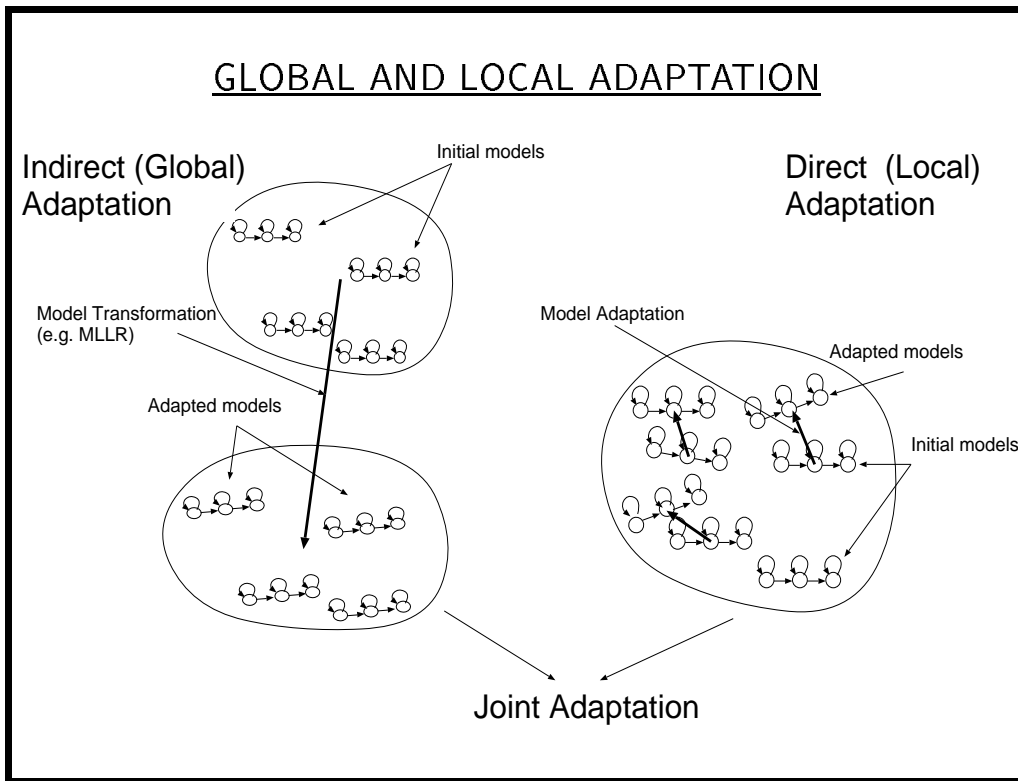 GLOBAL AND LOCAL ADAPTATION
Indirect (Global)
Adaptation
Initial models
Direct (Local)
Adaptation
Model Transformation
(e.g. MLLR)
Adapted models
Model Adaptation
Adapted models
Initial models
Joint Adaptation